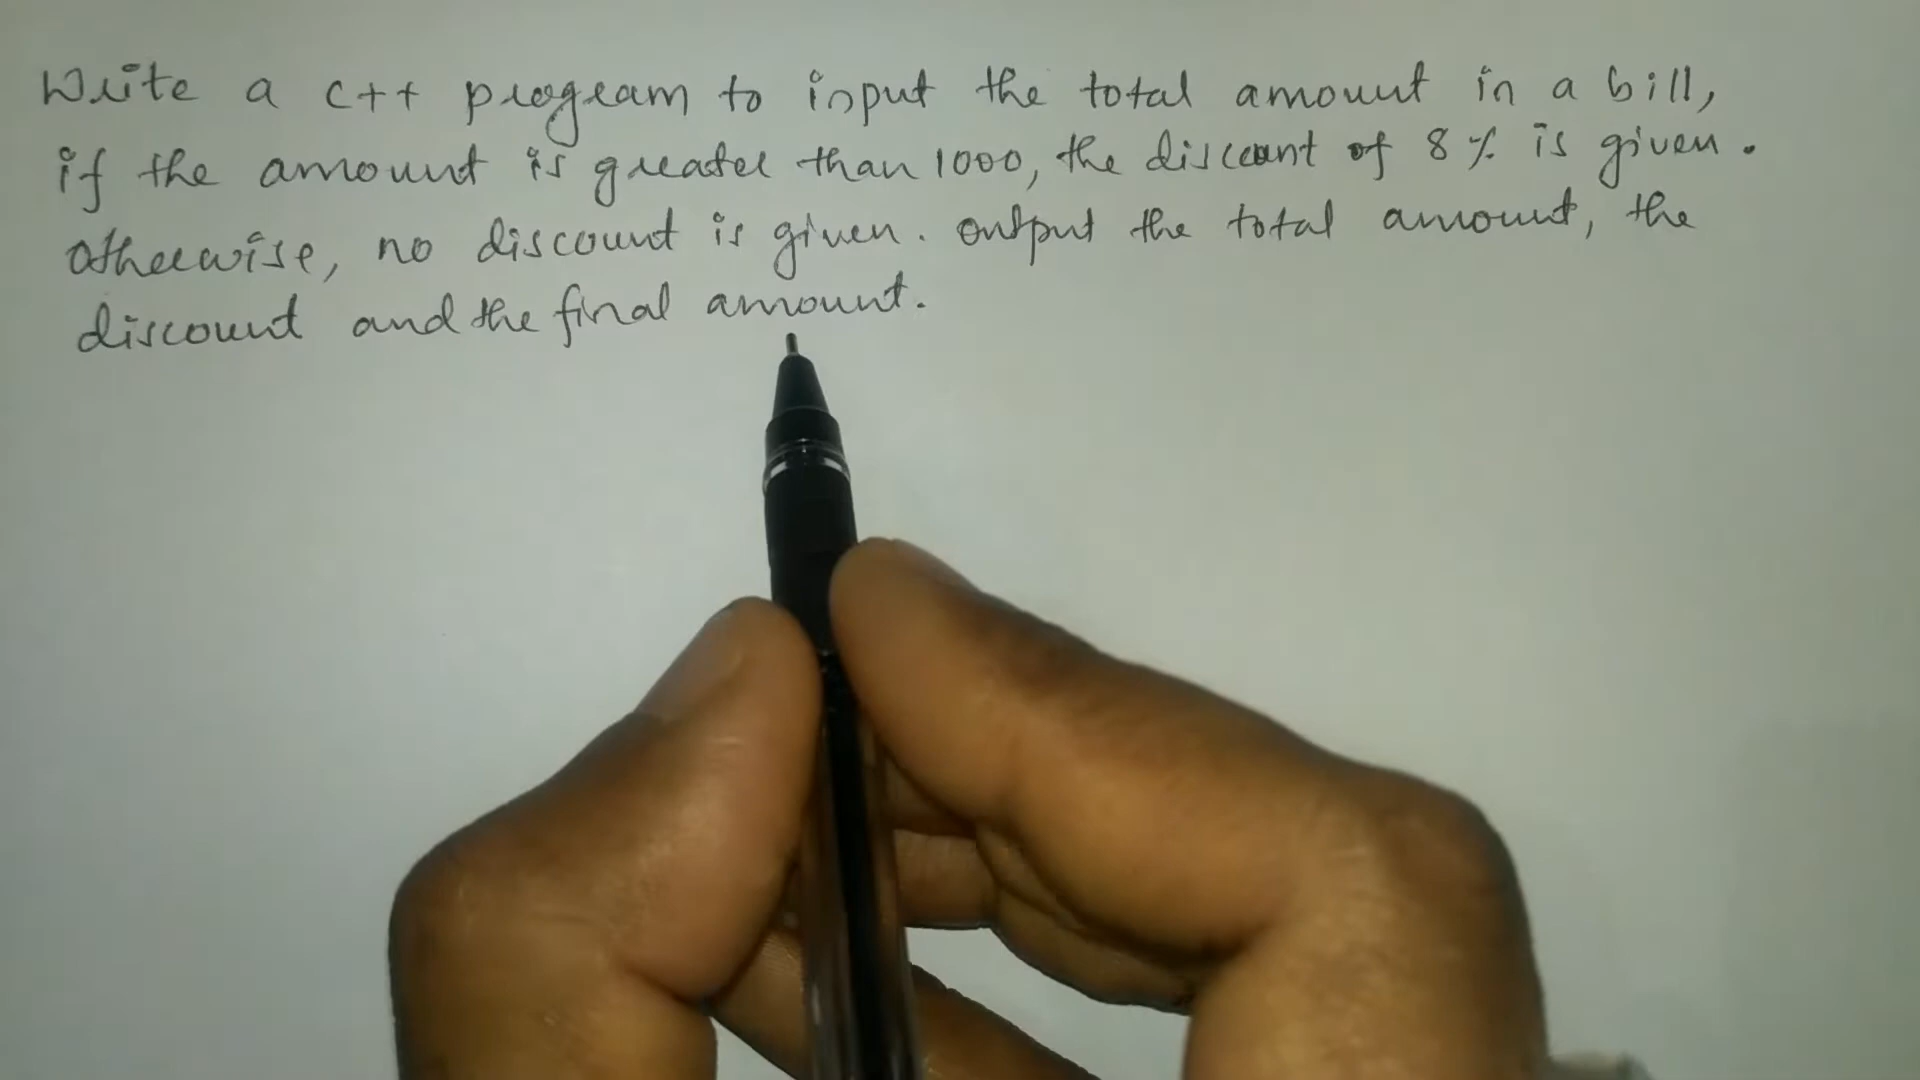 Write a c++ program to input the total amount in a bill,
if the amount is greater than 1000, the discount of 8% is given.
Otherwise, no discount is given. output the total amount, the
discount and the final amount.